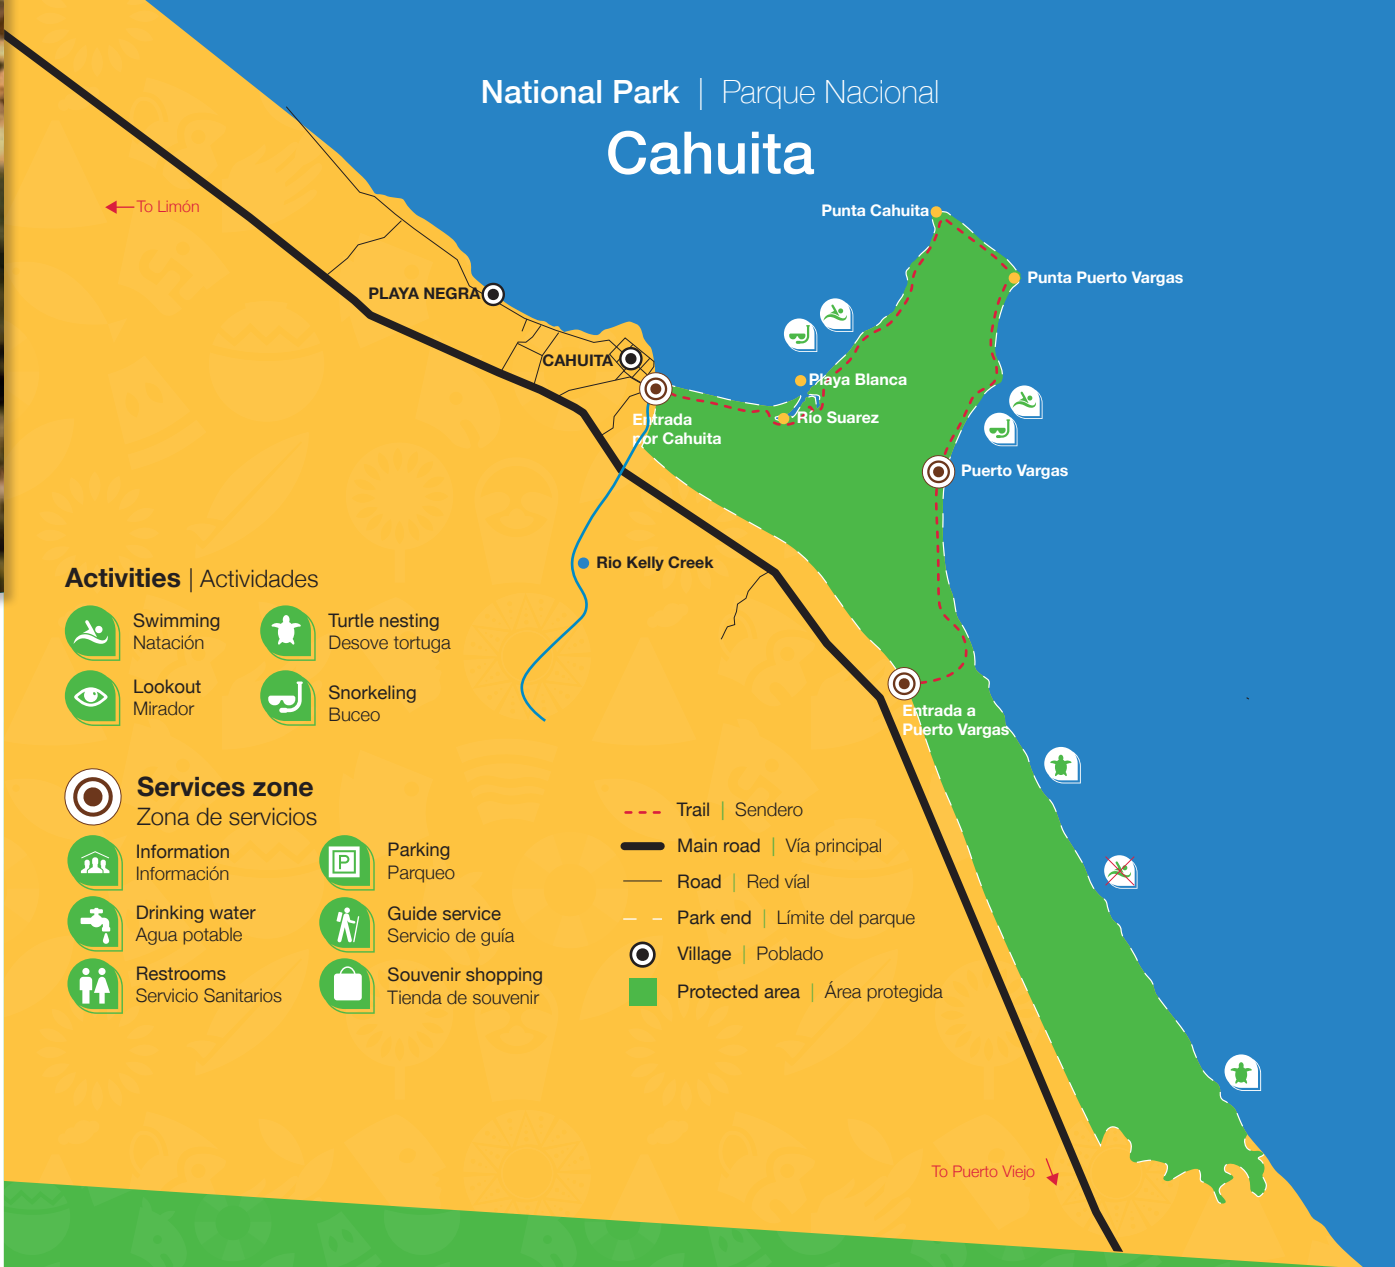 National Park | Parque Nacional
Cahuita
To Limón
Punta Cahuita
Punta Puerto Vargas
PLAYA NEGRA
CAHUITA
Playa Blanca
Rio Suarez
Entrada
por Cahuita
Puerto Vargas
Rio Kelly Creek
Entrada a
Puerto Vargas
Activities | Actividades
Swimming
Natación
Turtle nesting
Desove tortuga
Lookout
Mirador
Snorkeling
Buceo
Services zone
Zona de servicios
Information
Información
Parking
Parqueo
P
Drinking water
Agua potable
Guide service
Servicio de guía
Restrooms
Servicio Sanitarios
Souvenir shopping
Tienda de souvenir
Trail | Sendero
Main road | Vía principal
Road | Red víal
Park end | Límite del parque
Village | Poblado
Protected area | Área protegida
To Puerto Viejo